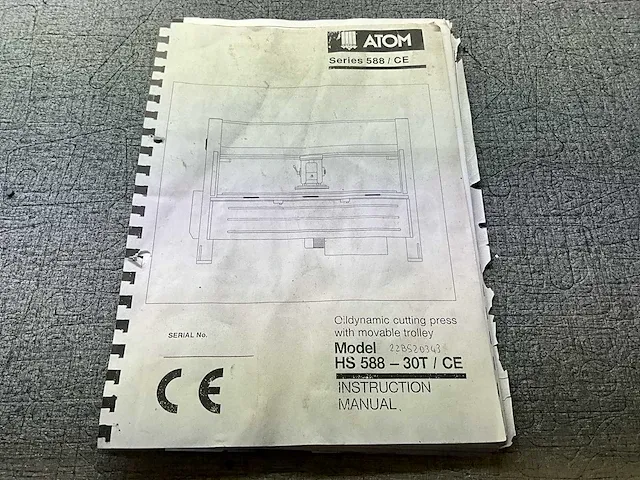 ATOM
Series 588 / CE
Oildynamic cutting press
with movable trolley
SERIAL No.
Model
HS 588 – 30T / CE
INSTRUCTION
MANUAL
CE